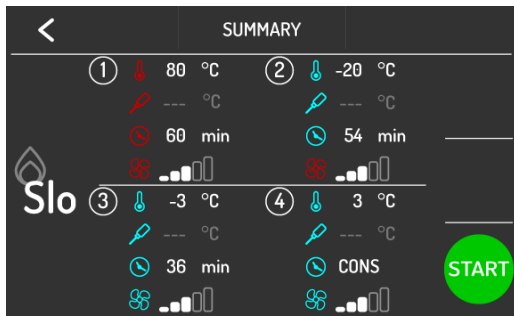 SUMMARY
1 80 °C 2 -20 °C
--- °C --- °C
60 min 54 min
Slo
3 -3 °C 4 3 °C
--- °C --- °C
36 min CONS
START